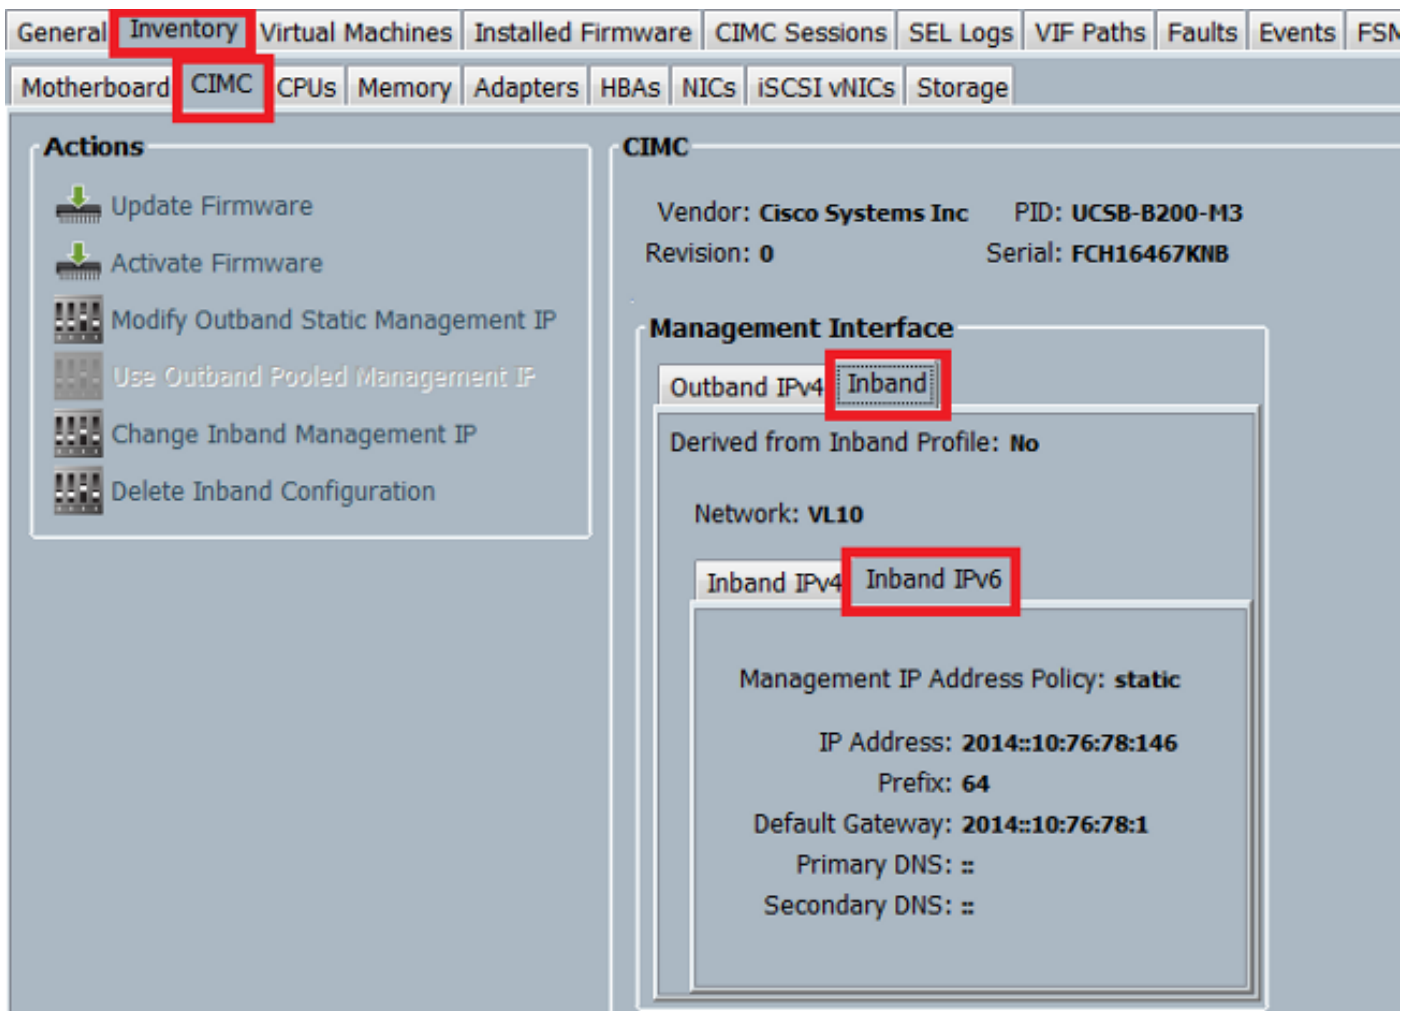 General Inventory Virtual Machines Installed Firmware CIMC Sessions SEL Logs VIF Paths Faults Events FSM
Motherboard CIMC CPUs Memory Adapters HBAs NICs iSCSI vNICs Storage
Actions
Update Firmware
Activate Firmware
Modify Outband Static Management IP
Use Outband Pooled Management IP
Change Inband Management IP
Delete Inband Configuration
CIMC
Vendor: Cisco Systems Inc PID: UCSB-B200-M3
Revision: 0 Serial: FCH16467KNB
Management Interface
Outband IPv4 Inband
Derived from Inband Profile: No
Network: VL10
Inband IPv4 Inband IPv6
Management IP Address Policy: static
IP Address: 2014::10:76:78:146
Prefix: 64
Default Gateway: 2014::10:76:78:1
Primary DNS: ::
Secondary DNS: ::